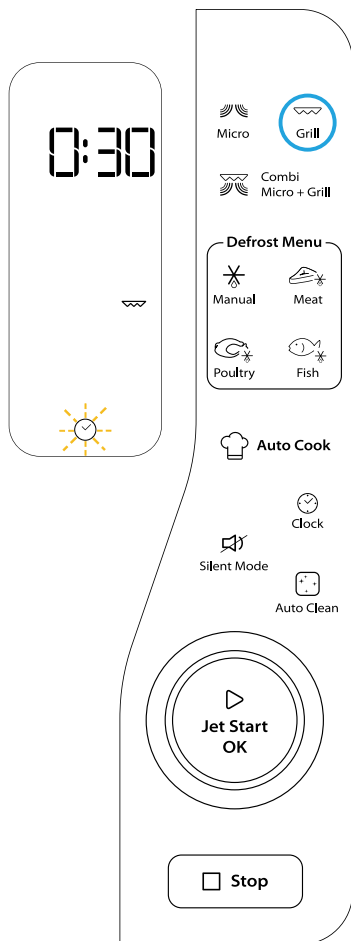 0:30
Micro
Grill
Combi
Micro + Grill
Defrost Menu
Manual
Meat
Poultry
Fish
Auto Cook
Clock
Silent Mode
Auto Clean
Jet Start
OK
Stop